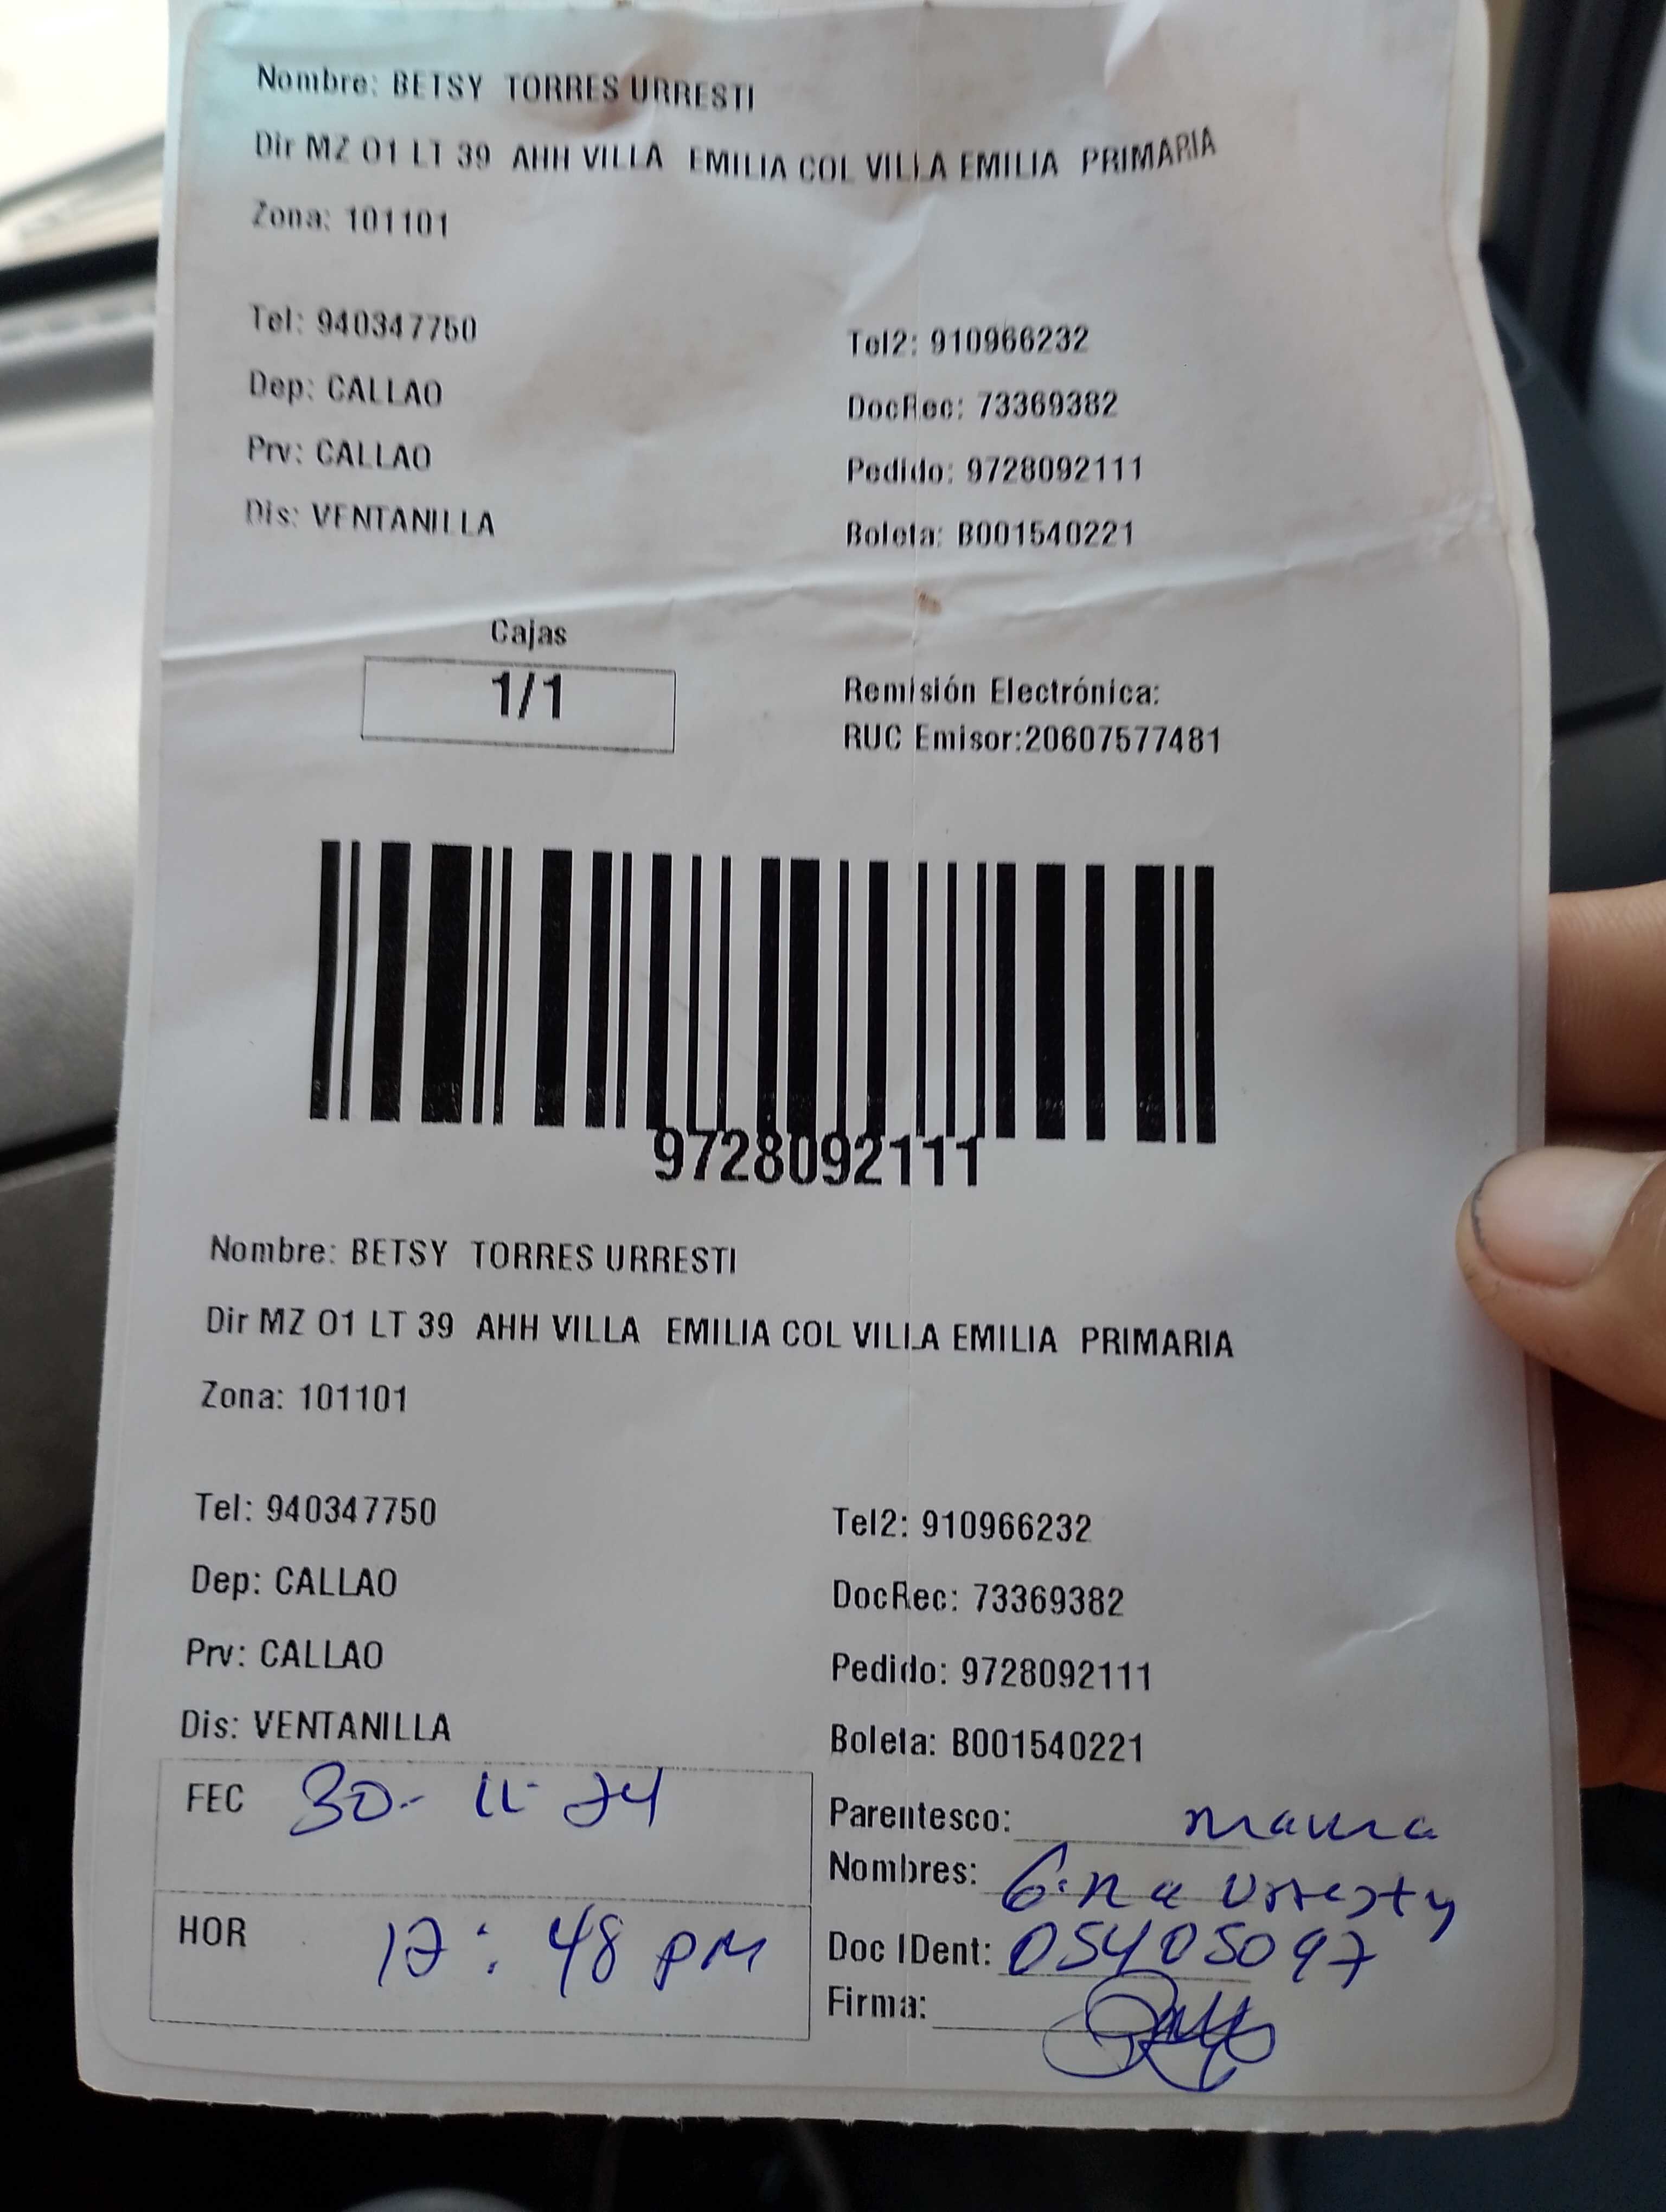 Nombre: BETSY TORRES URRESTI
Dir MZ O1 LT 39 AHH VILLA EMILIA COL VILLA EMILIA PRIMARIA
Zona: 101101
Tel: 940347750 Tel2: 910966232
Dep: CALLAO DocRec: 73369382
Prv: CALLAO Pedido: 9728092111
Dis: VENTANILLA Boleta: B001540221
Cajas
1/1
Remisión Electrónica:
RUC Emisor:20607577481
9728092111
Nombre: BETSY TORRES URRESTI
Dir MZ O1 LT 39 AHH VILLA EMILIA COL VILLA EMILIA PRIMARIA
Zona: 101101
Tel: 940347750 Tel2: 910966232
Dep: CALLAO DocRec: 73369382
Prv: CALLAO Pedido: 9728092111
Dis: VENTANILLA Boleta: B001540221
FEC 30-11-24
Parentesco: mama
Nombres: Gina Urresty
HOR 12:48 PM
Doc IDent: 05405097
Firma: